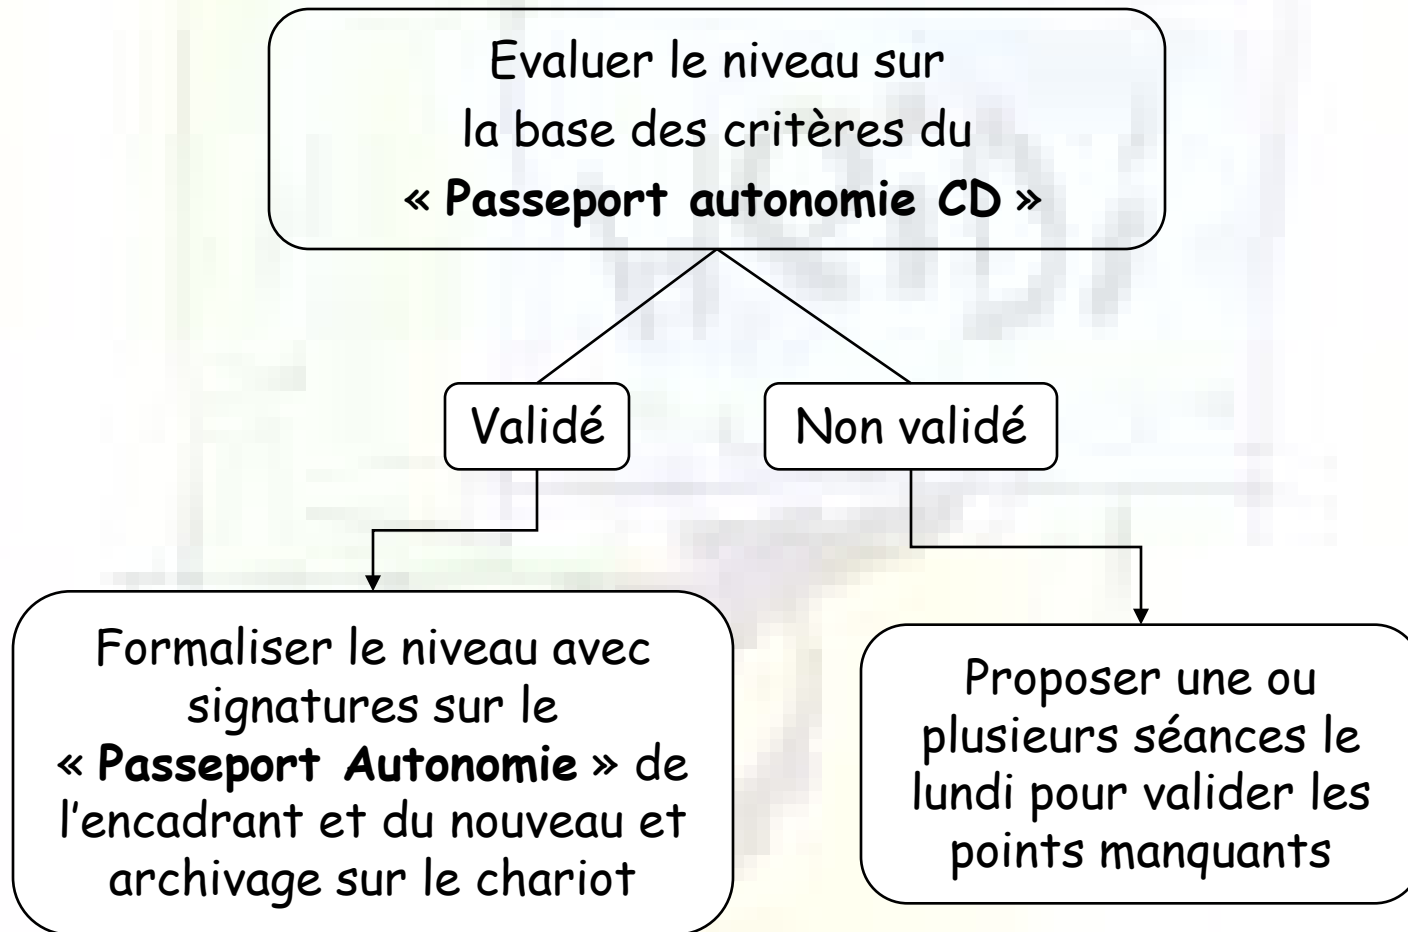 Evaluer le niveau sur
la base des critères du
« Passeport autonomie CD »
Validé
Non validé
Formaliser le niveau avec
signatures sur le
« Passeport Autonomie » de
l'encadrant et du nouveau et
archivage sur le chariot
Proposer une ou
plusieurs séances le
lundi pour valider les
points manquants